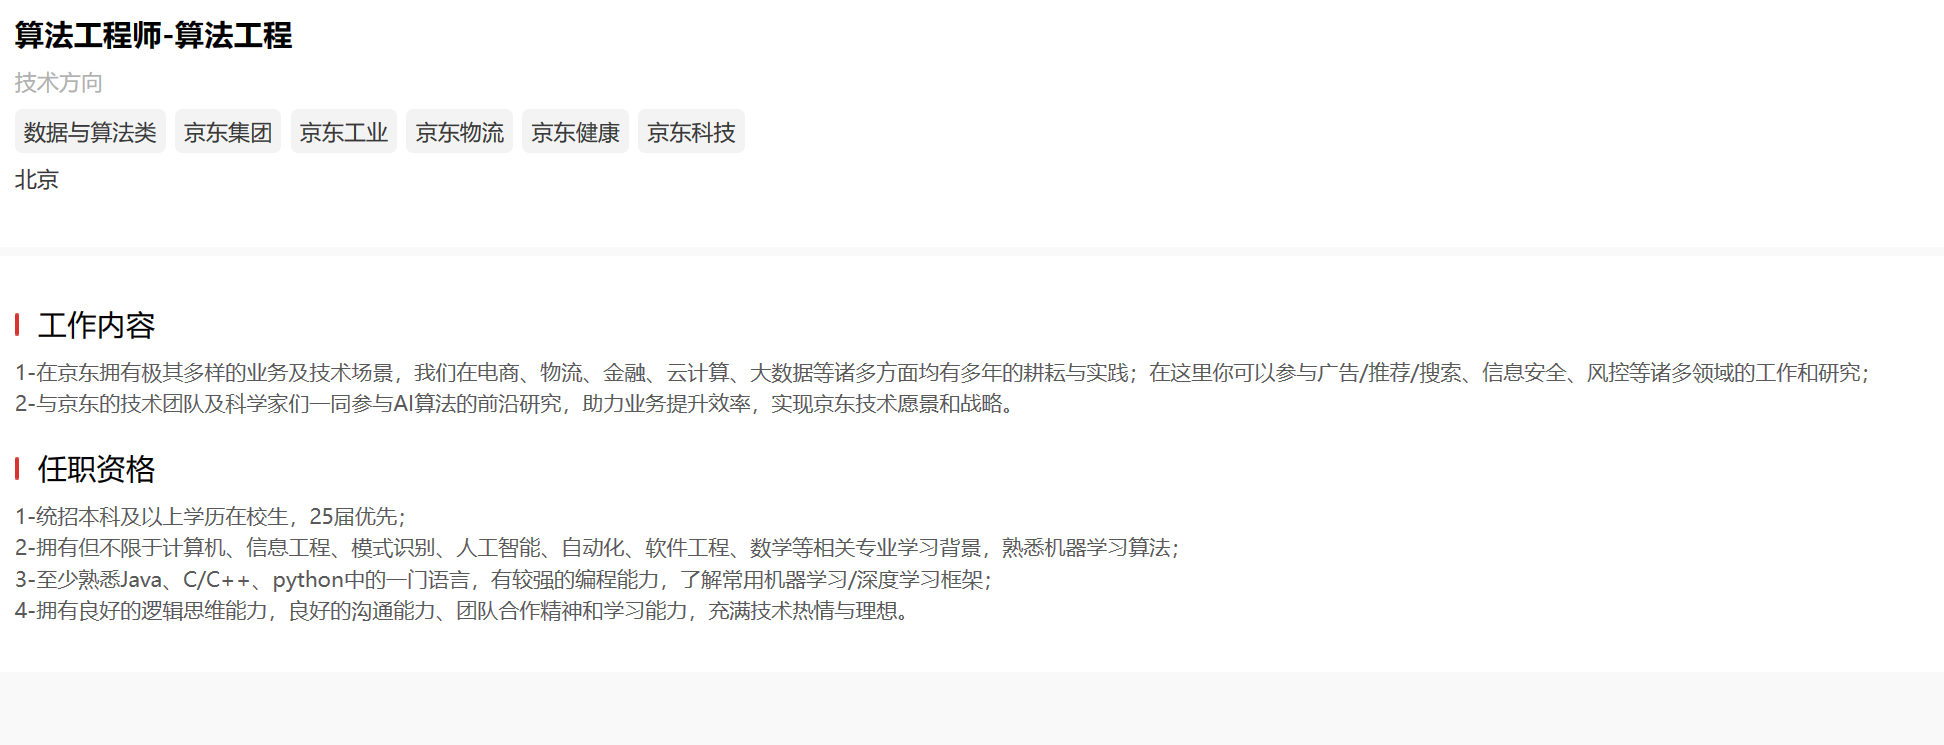 算法工程师-算法工程
技术方向
数据与算法类 京东集团 京东工业 京东物流 京东健康 京东科技
北京
工作内容
1-在京东拥有极其多样的业务及技术场景，我们在电商、物流、金融、云计算、大数据等诸多方面均有多年的耕耘与实践；在这里你可以参与广告/推荐/搜索、信息安全、风控等诸多领域的工作和研究；
2-与京东的技术团队及科学家们一同参与AI算法的前沿研究，助力业务提升效率，实现京东技术愿景和战略。
任职资格
1-统招本科及以上学历在校生，25届优先；
2-拥有但不限于计算机、信息工程、模式识别、人工智能、自动化、软件工程、数学等相关专业学习背景，熟悉机器学习算法；
3-至少熟悉Java、C/C++、python中的一门语言，有较强的编程能力，了解常用机器学习/深度学习框架；
4-拥有良好的逻辑思维能力，良好的沟通能力、团队合作精神和学习能力，充满技术热情与理想。